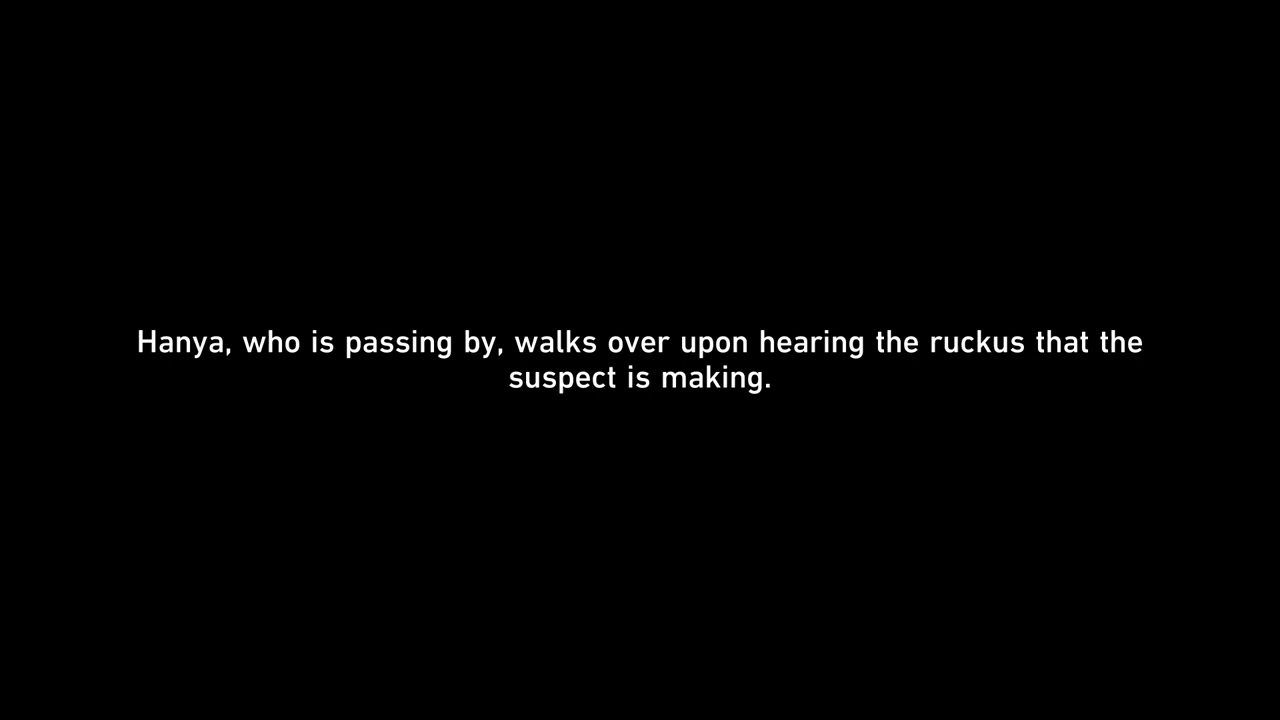 Hanya, who is passing by, walks over upon hearing the ruckus that the
suspect is making.